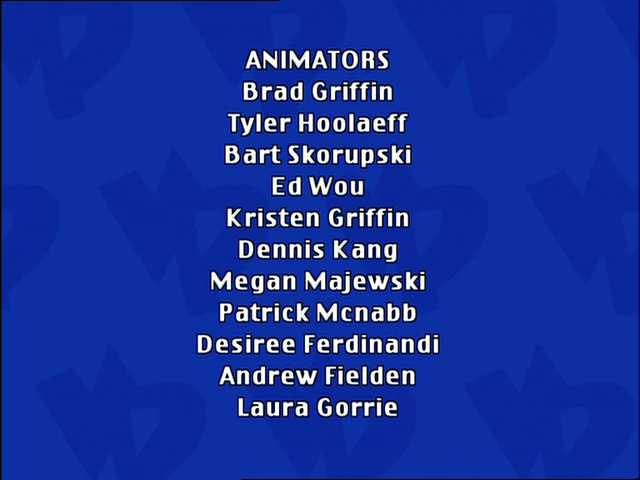 ANIMATORS
Brad Griffin
Tyler Hoolaeff
Bart Skorupski
Ed Wou
Kristen Griffin
Dennis Kang
Megan Majewski
Patrick Mcnabb
Desiree Ferdinandi
Andrew Fielden
Laura Gorrie